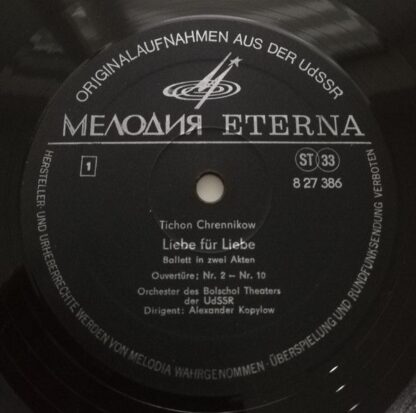 ORIGINALAUFNAHMEN AUS DER UdSSR
МЕЛОДИЯ ETERNA
1
ST 33
8 27 386
Tichon Chrennikow
Liebe für Liebe
Ballett in zwei Akten
Ouvertüre; Nr. 2 – Nr. 10
Orchester des Bolschoi Theaters
der UdSSR
Dirigent: Alexander Kopylow
HERSTELLER- UND URHEBERRECHTE WERDEN VON MELODIA WAHRGENOMMEN · ÜBERSPIELUNG UND RUNDFUNKSENDUNG VERBOTEN